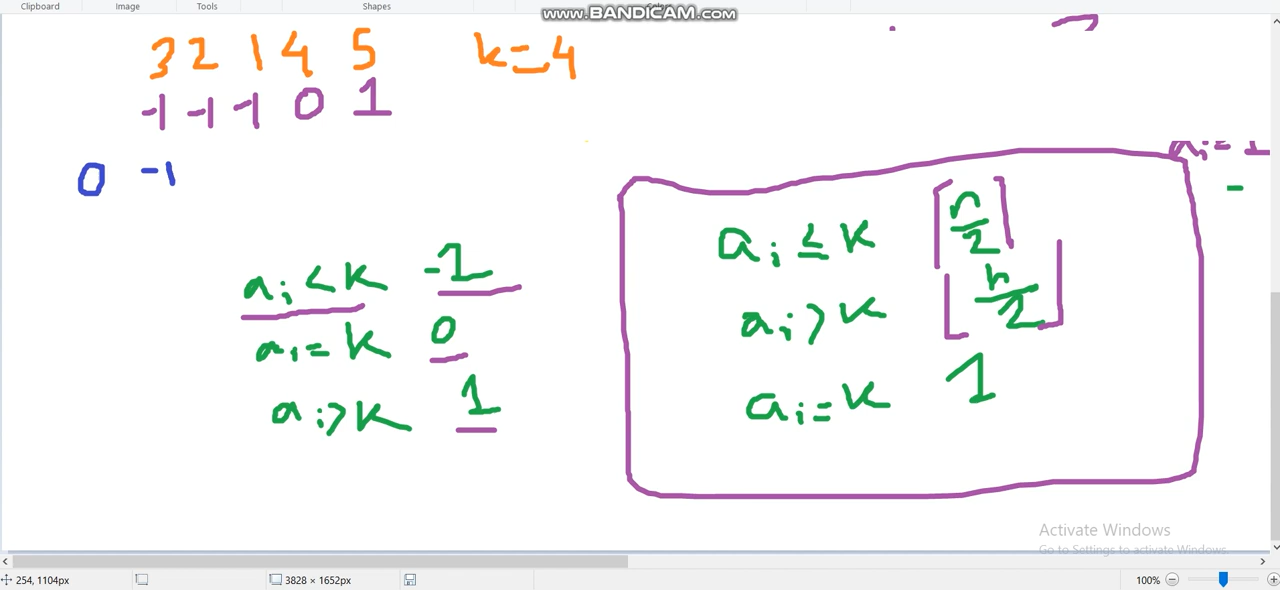 Clipboard Image Tools Shapes
www.BANDICAM.com
3 2 1 4 5 k=4
-1 -1 -1 0 1
0 -1
ai = 1
-
ai ≤ k ⌈n/2⌉
ai > k ⌊n/2⌋
ai = k 1
ai < k -1
ai = k 0
ai > k 1
Activate Windows
Go to Settings to activate Windows.
254, 1104px 3828 × 1652px 100%